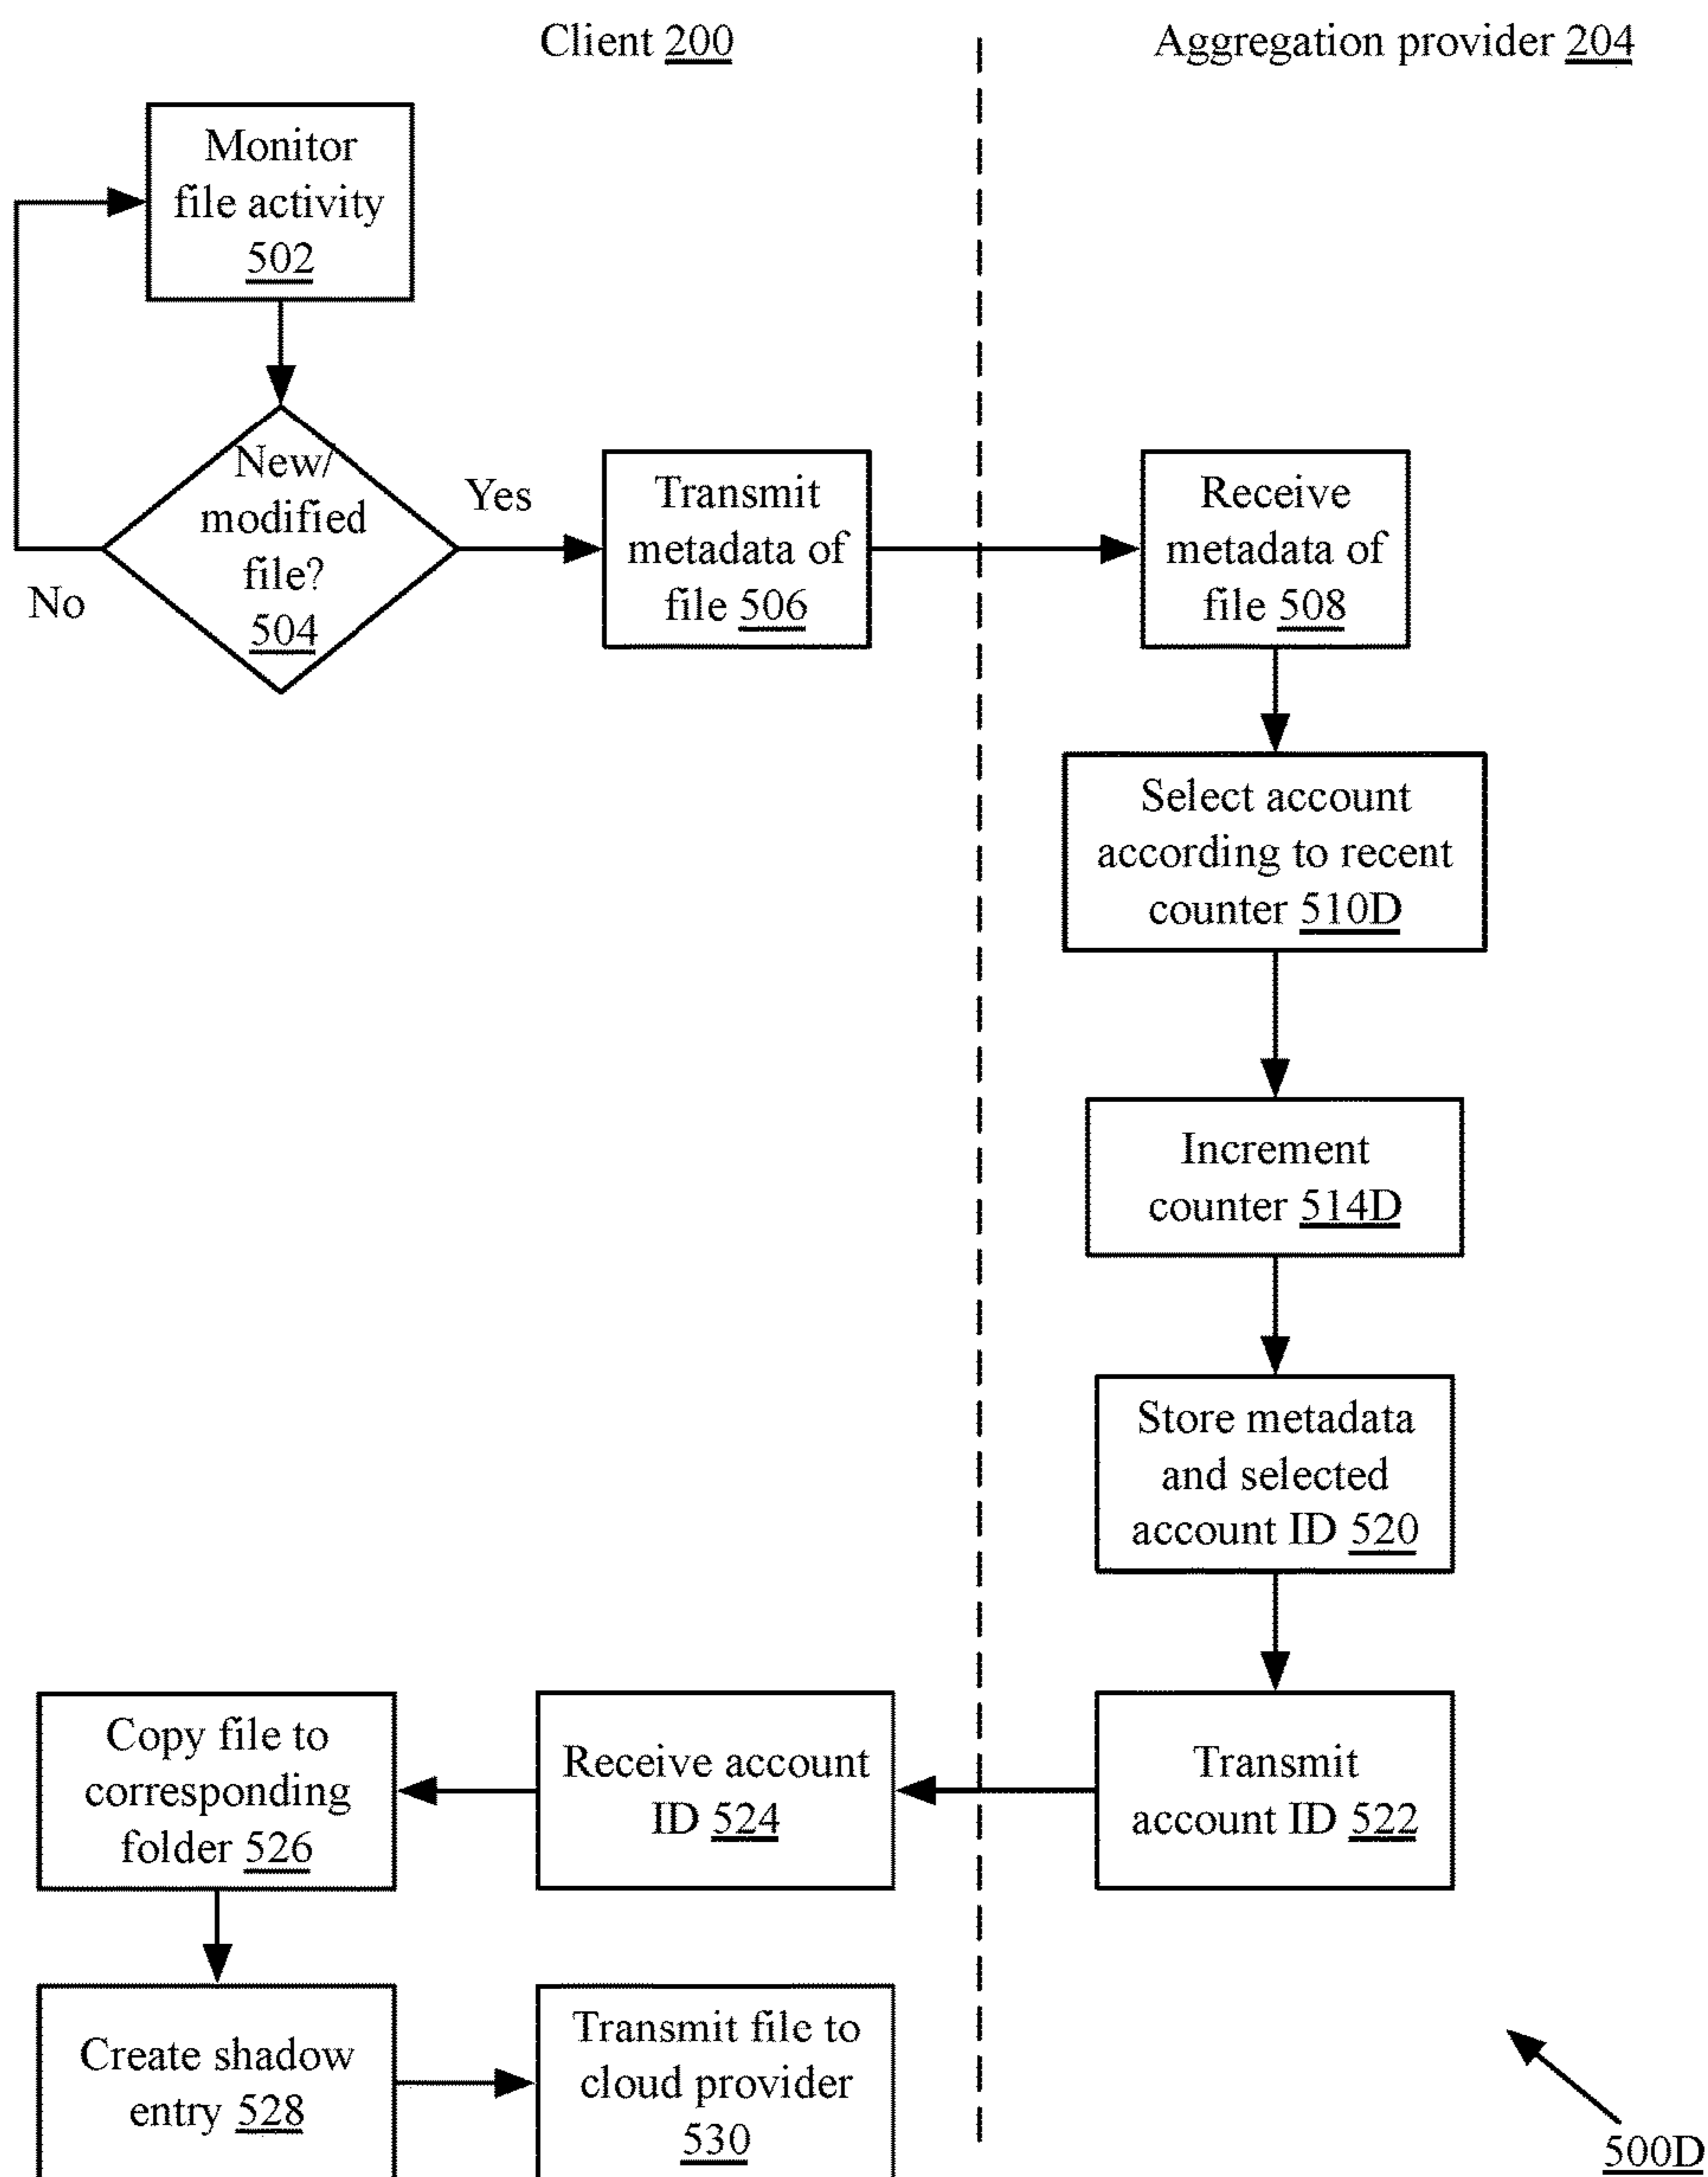 Client 200
Aggregation provider 204
Monitor
file activity
502
New/
modified
file?
504
Yes
No
Transmit
metadata of
file 506
Receive
metadata of
file 508
Select account
according to recent
counter 510D
Increment
counter 514D
Store metadata
and selected
account ID 520
Transmit
account ID 522
Receive account
ID 524
Copy file to
corresponding
folder 526
Create shadow
entry 528
Transmit file to
cloud provider
530
500D